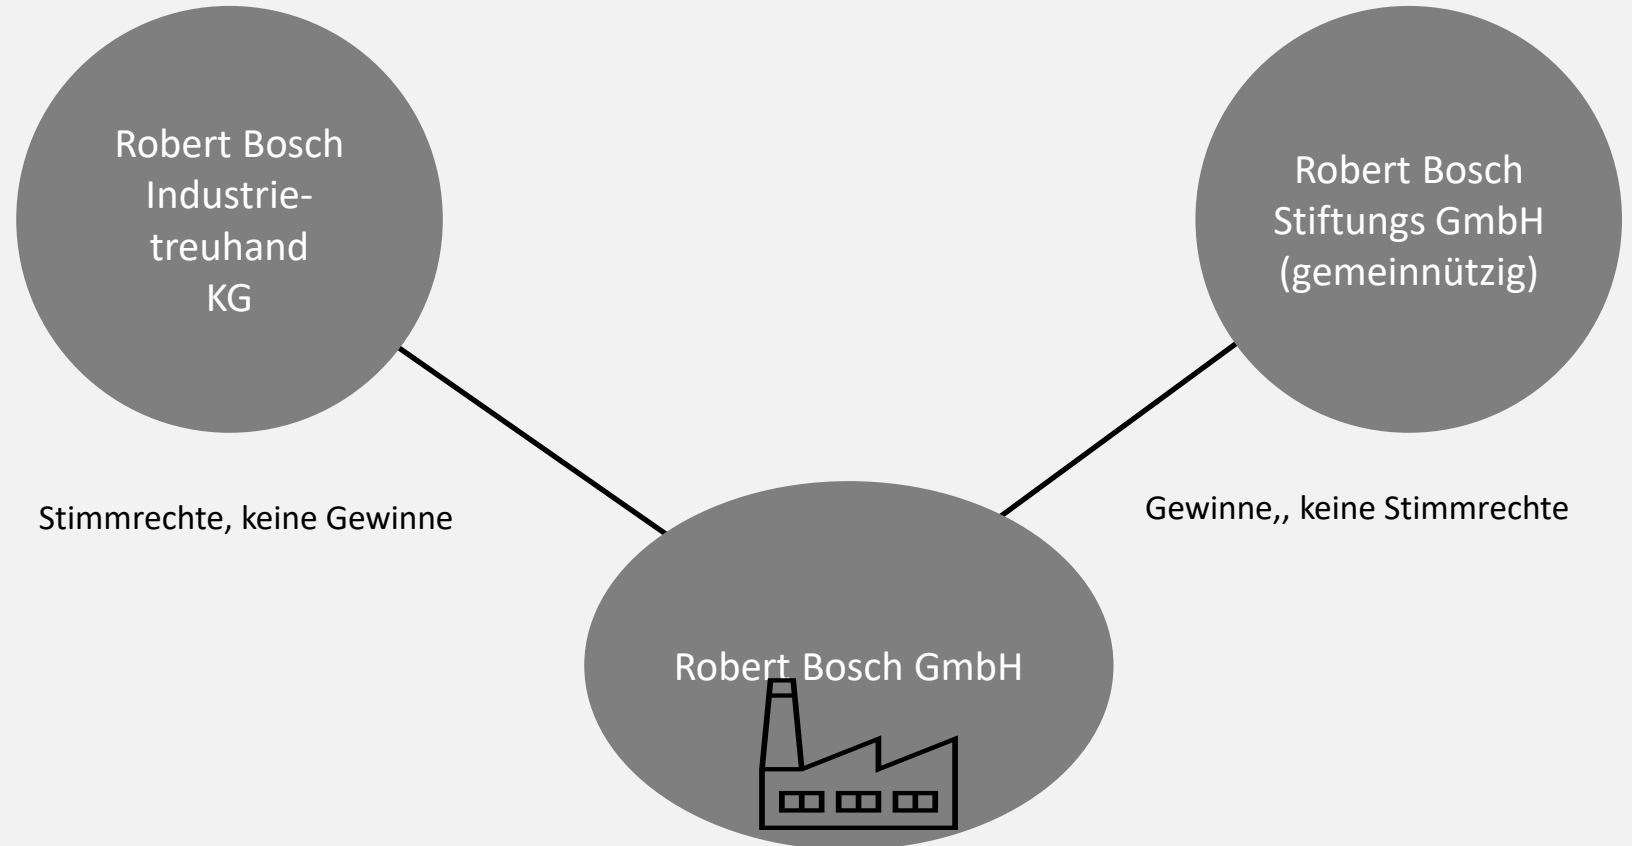 Robert Bosch
Industrie-
treuhand
KG
Robert Bosch
Stiftungs GmbH
(gemeinnützig)
Stimmrechte, keine Gewinne
Gewinne,, keine Stimmrechte
Robert Bosch GmbH